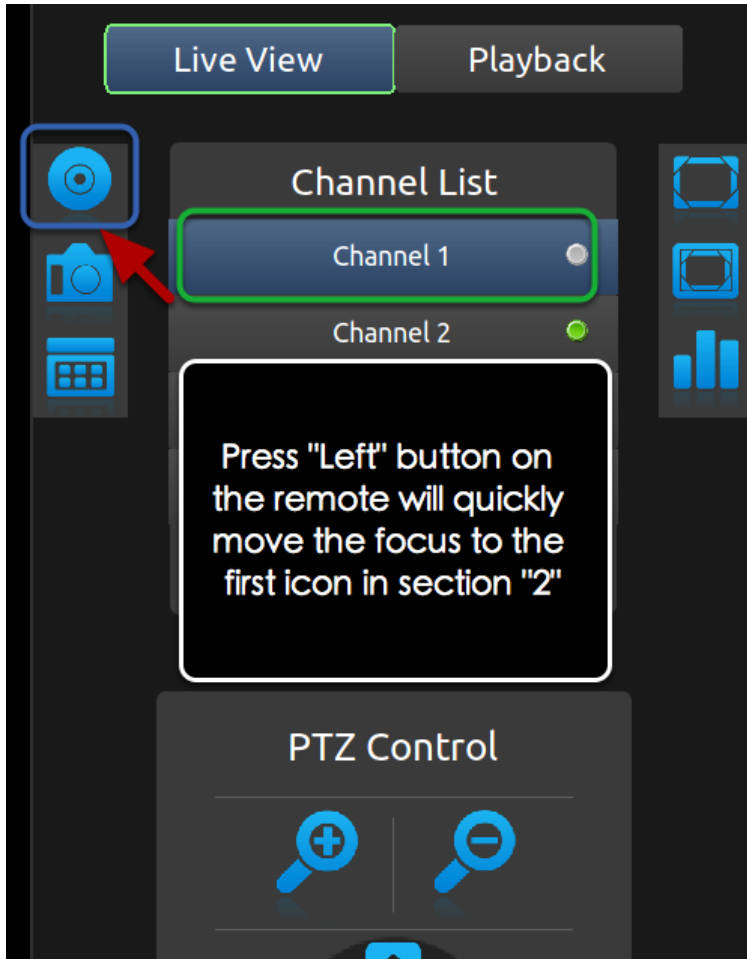 Live View
Playback
Channel List
Channel 1
Channel 2
Press "Left" button on
the remote will quickly
move the focus to the
first icon in section "2"
PTZ Control